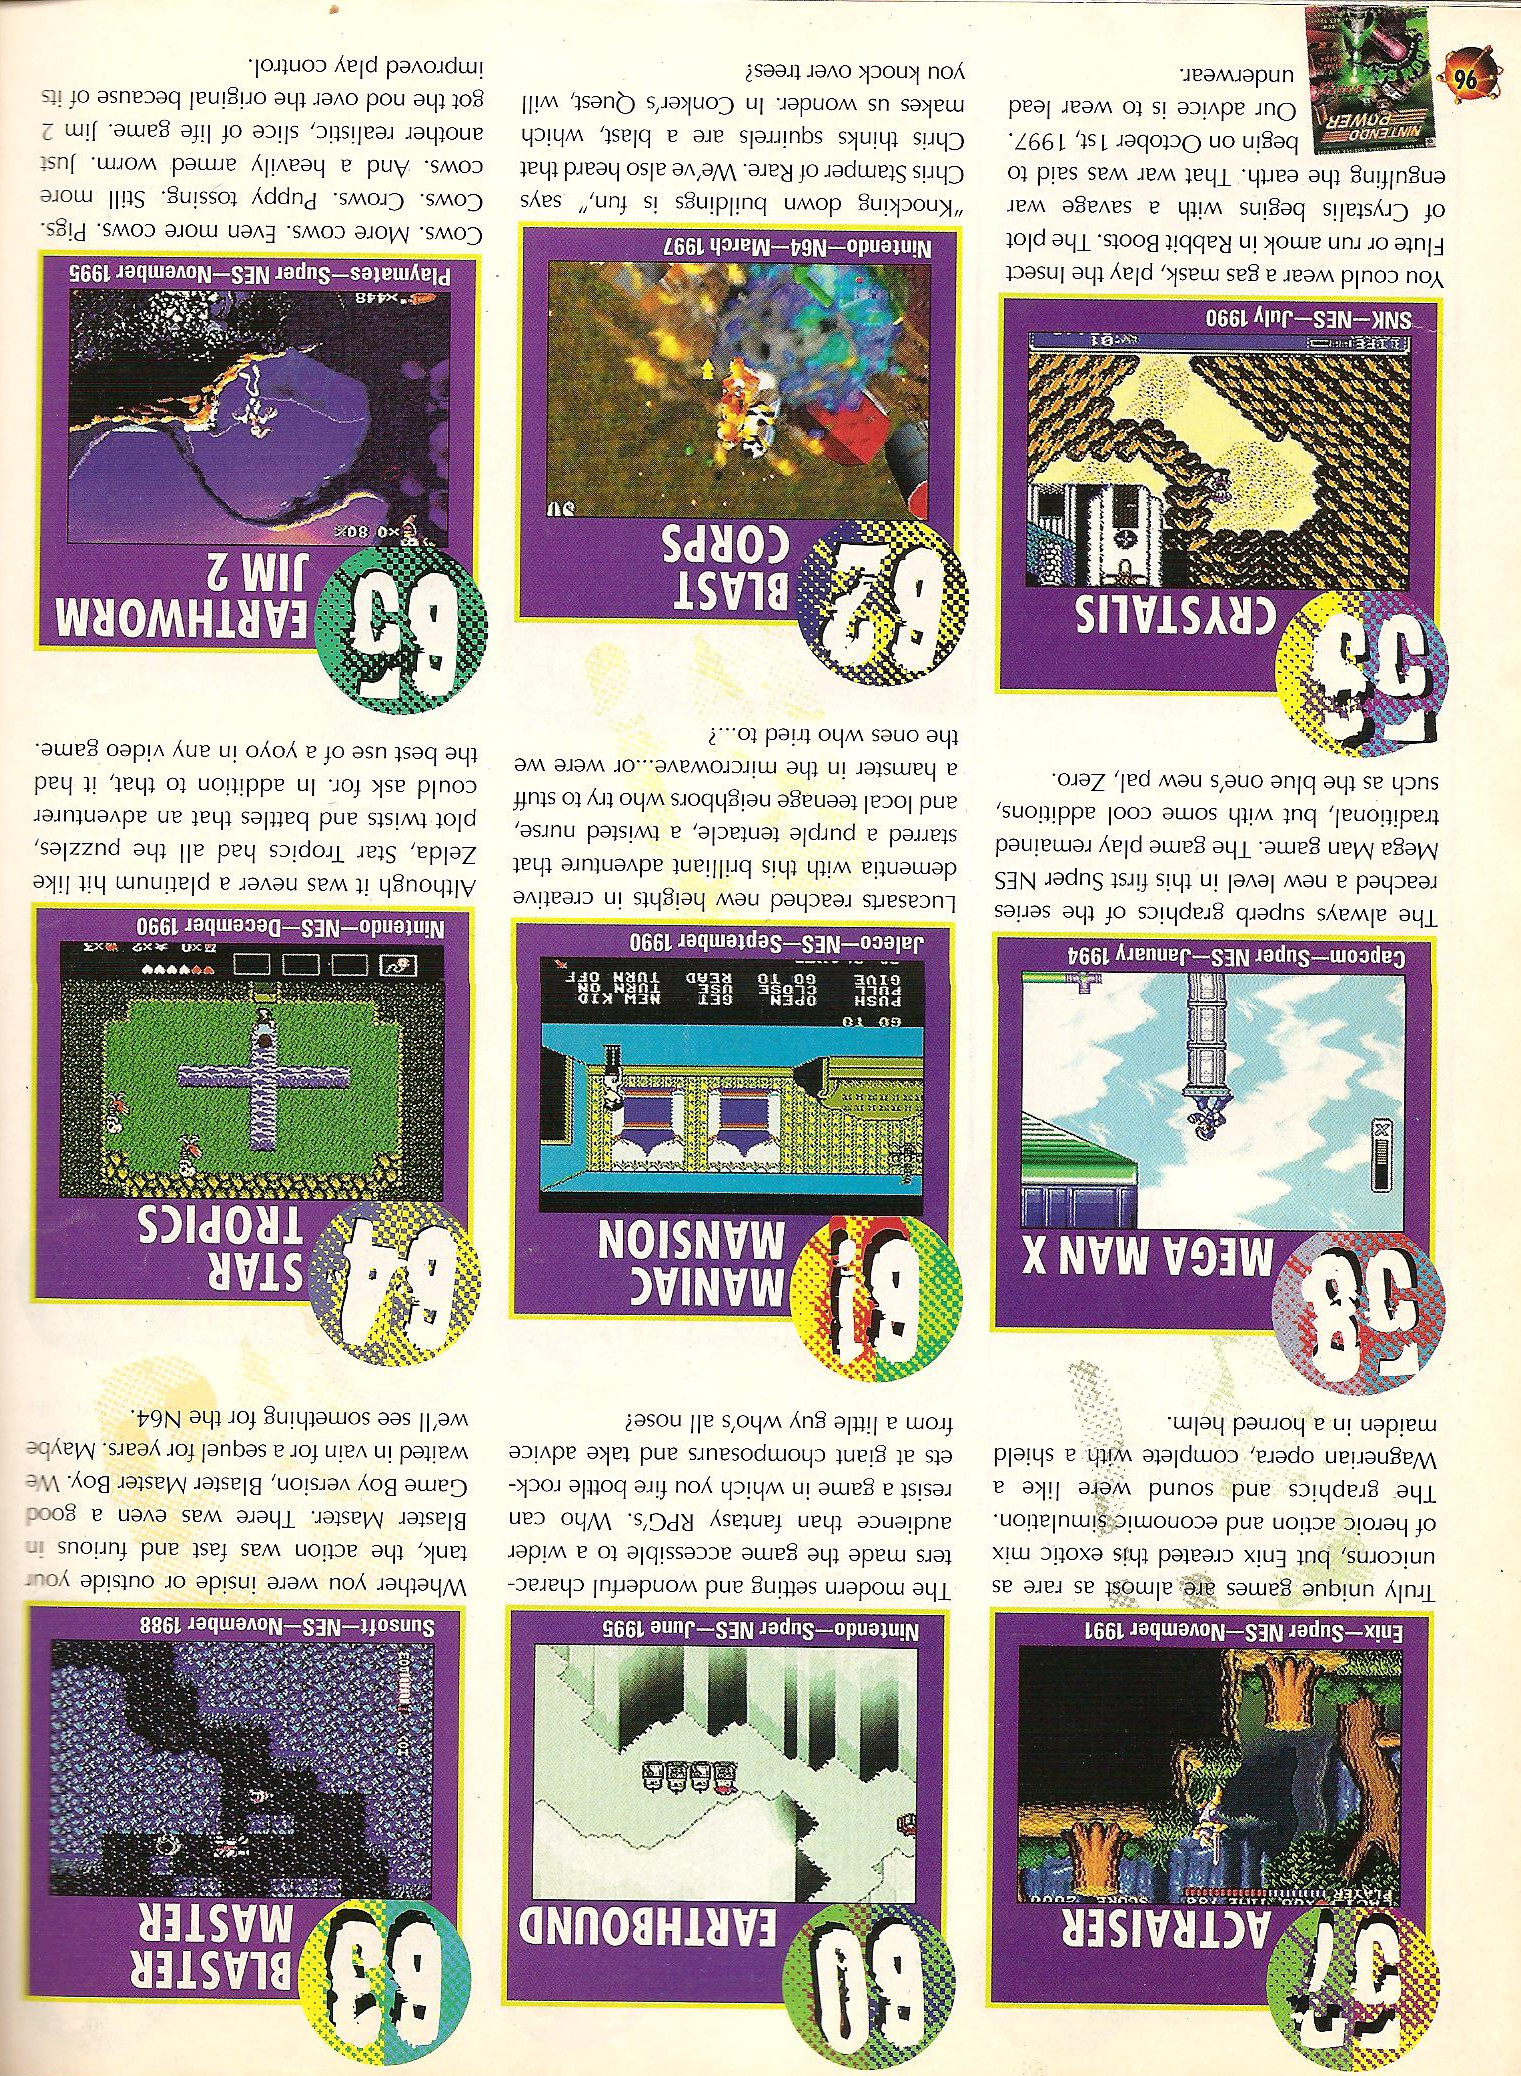 57
ACTRAISER
PLAYER
Enix—Super NES—November 1991
Truly unique games are almost as rare as
unicorns, but Enix created this exotic mix
of heroic action and economic simulation.
The graphics and sound were like a
Wagnerian opera, complete with a shield
maiden in a horned helm.
58
MEGA MAN X
X
Capcom—Super NES—January 1994
The always superb graphics of the series
reached a new level in this first Super NES
Mega Man game. The game play remained
traditional, but with some cool additions,
such as the blue one's new pal, Zero.
59
CRYSTALIS
LIFE
:01
SNK—NES—July 1990
You could wear a gas mask, play the Insect
Flute or run amok in Rabbit Boots. The plot
of Crystalis begins with a savage war
engulfing the earth. That war was said to
begin on October 1st, 1997.
Our advice is to wear lead
underwear.
NINTENDO
POWER
96
60
EARTHBOUND
Nintendo—Super NES—June 1995
The modern setting and wonderful charac-
ters made the game accessible to a wider
audience than fantasy RPG's. Who can
resist a game in which you fire bottle rock-
ets at giant chomposaurs and take advice
from a little guy who's all nose?
61
MANIAC
MANSION
GO TO
PUSH OPEN GET NEW KID
PULL CLOSE USE TURN ON
GIVE GO TO READ TURN OFF
Jaleco—NES—September 1990
Lucasarts reached new heights in creative
dementia with this brilliant adventure that
starred a purple tentacle, a twisted nurse,
and local teenage neighbors who try to stuff
a hamster in the mircrowave...or were we
the ones who tried to...?
62
BLAST
CORPS
Nintendo—N64—March 1997
"Knocking down buildings is fun," says
Chris Stamper of Rare. We've also heard that
Chris thinks squirrels are a blast, which
makes us wonder. In Conker's Quest, will
you knock over trees?
63
BLASTER
MASTER
Sunsoft—NES—November 1988
Whether you were inside or outside your
tank, the action was fast and furious in
Blaster Master. There was even a good
Game Boy version, Blaster Master Boy. We
waited in vain for a sequel for years. Maybe
we'll see something for the N64.
64
STAR
TROPICS
x0 ★x2 x3
Nintendo—NES—December 1990
Although it was never a platinum hit like
Zelda, Star Tropics had all the puzzles,
plot twists and battles that an adventurer
could ask for. In addition to that, it had
the best use of a yoyo in any video game.
65
EARTHWORM
JIM 2
x0 80%
x448
Playmates—Super NES—November 1995
Cows. More cows. Even more cows. Pigs.
Cows. Crows. Puppy tossing. Still more
cows. And a heavily armed worm. Just
another realistic, slice of life game. Jim 2
got the nod over the original because of its
improved play control.